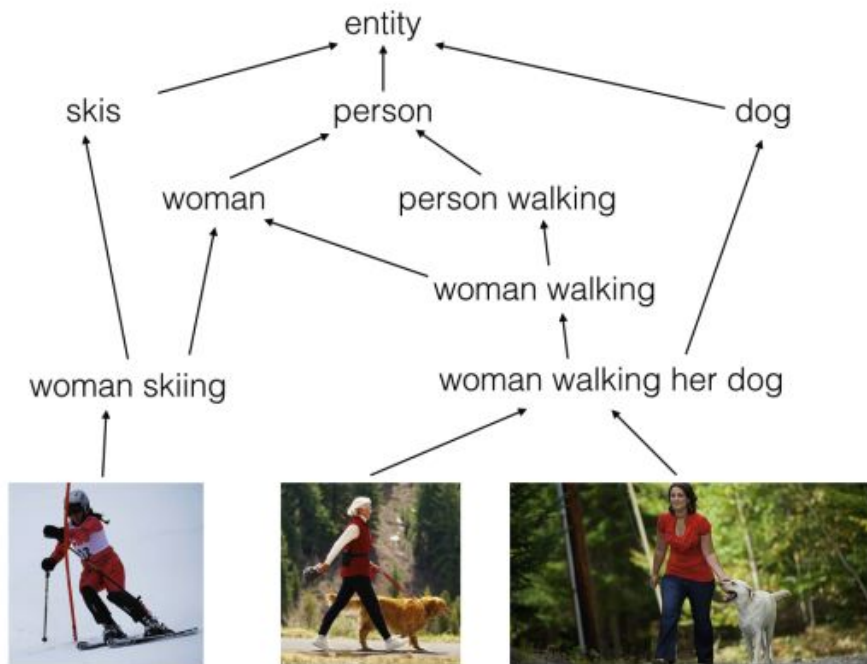 entity
skis
person
dog
woman
person walking
woman walking
woman skiing
woman walking her dog